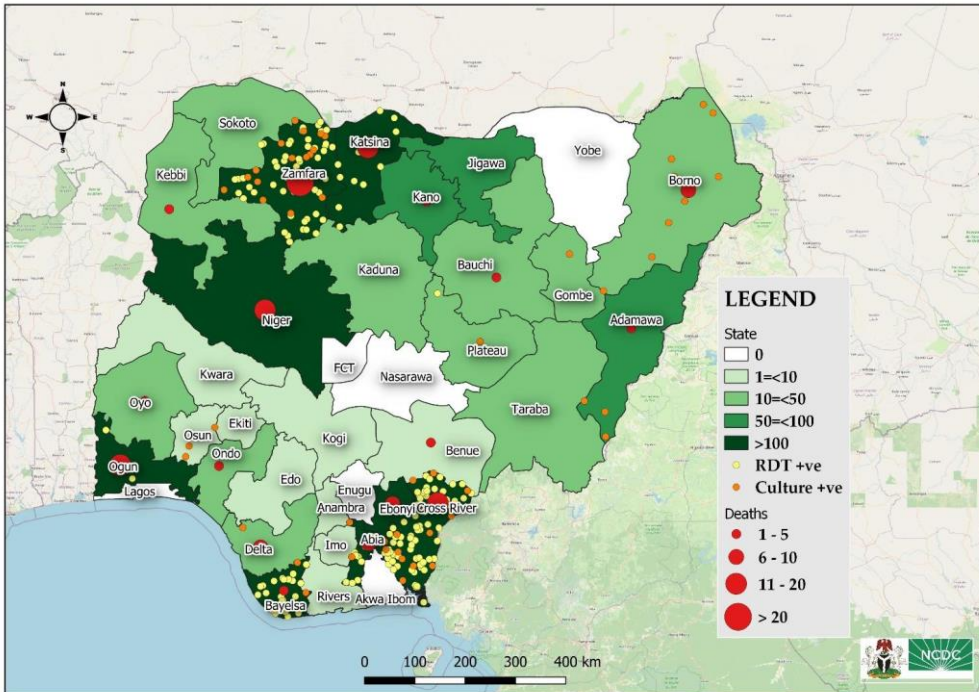 N
W E
S
Sokoto
Katsina
Yobe
Jigawa
Kebbi
Zamfara
Borno
Kano
Kaduna
Bauchi
Gombe
Niger
Adamawa
Plateau
FCT
Nasarawa
Kwara
Taraba
Oyo
Ekiti
Osun
Kogi
Ondo
Benue
Ogun
Edo
Enugu
Lagos
Anambra
Ebonyi
Cross River
Imo
Abia
Delta
Bayelsa
Rivers
Akwa Ibom
LEGEND
State
0
1=<10
10=<50
50=<100
>100
RDT +ve
Culture +ve
Deaths
1 - 5
6 - 10
11 - 20
> 20
0 100 200 300 400 km
NCDC